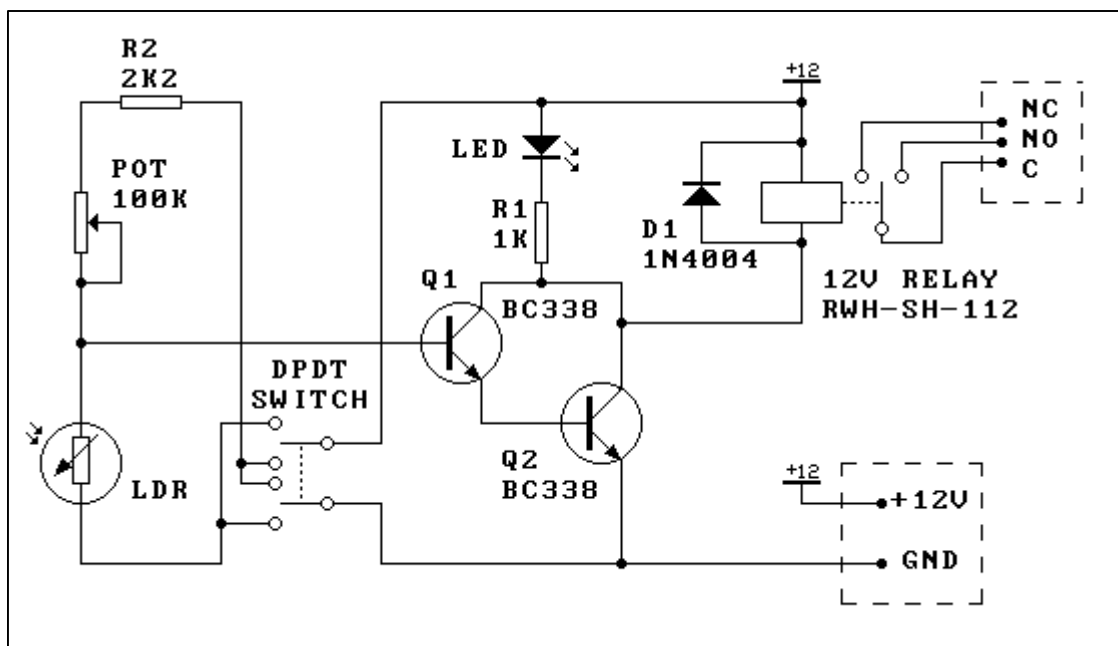 R2
2K2
POT
100K
LDR
DPDT
SWITCH
LED
R1
1K
Q1
BC338
Q2
BC338
+12
D1
1N4004
12V RELAY
RWH-SH-112
NC
NO
C
+12
+12V
GND